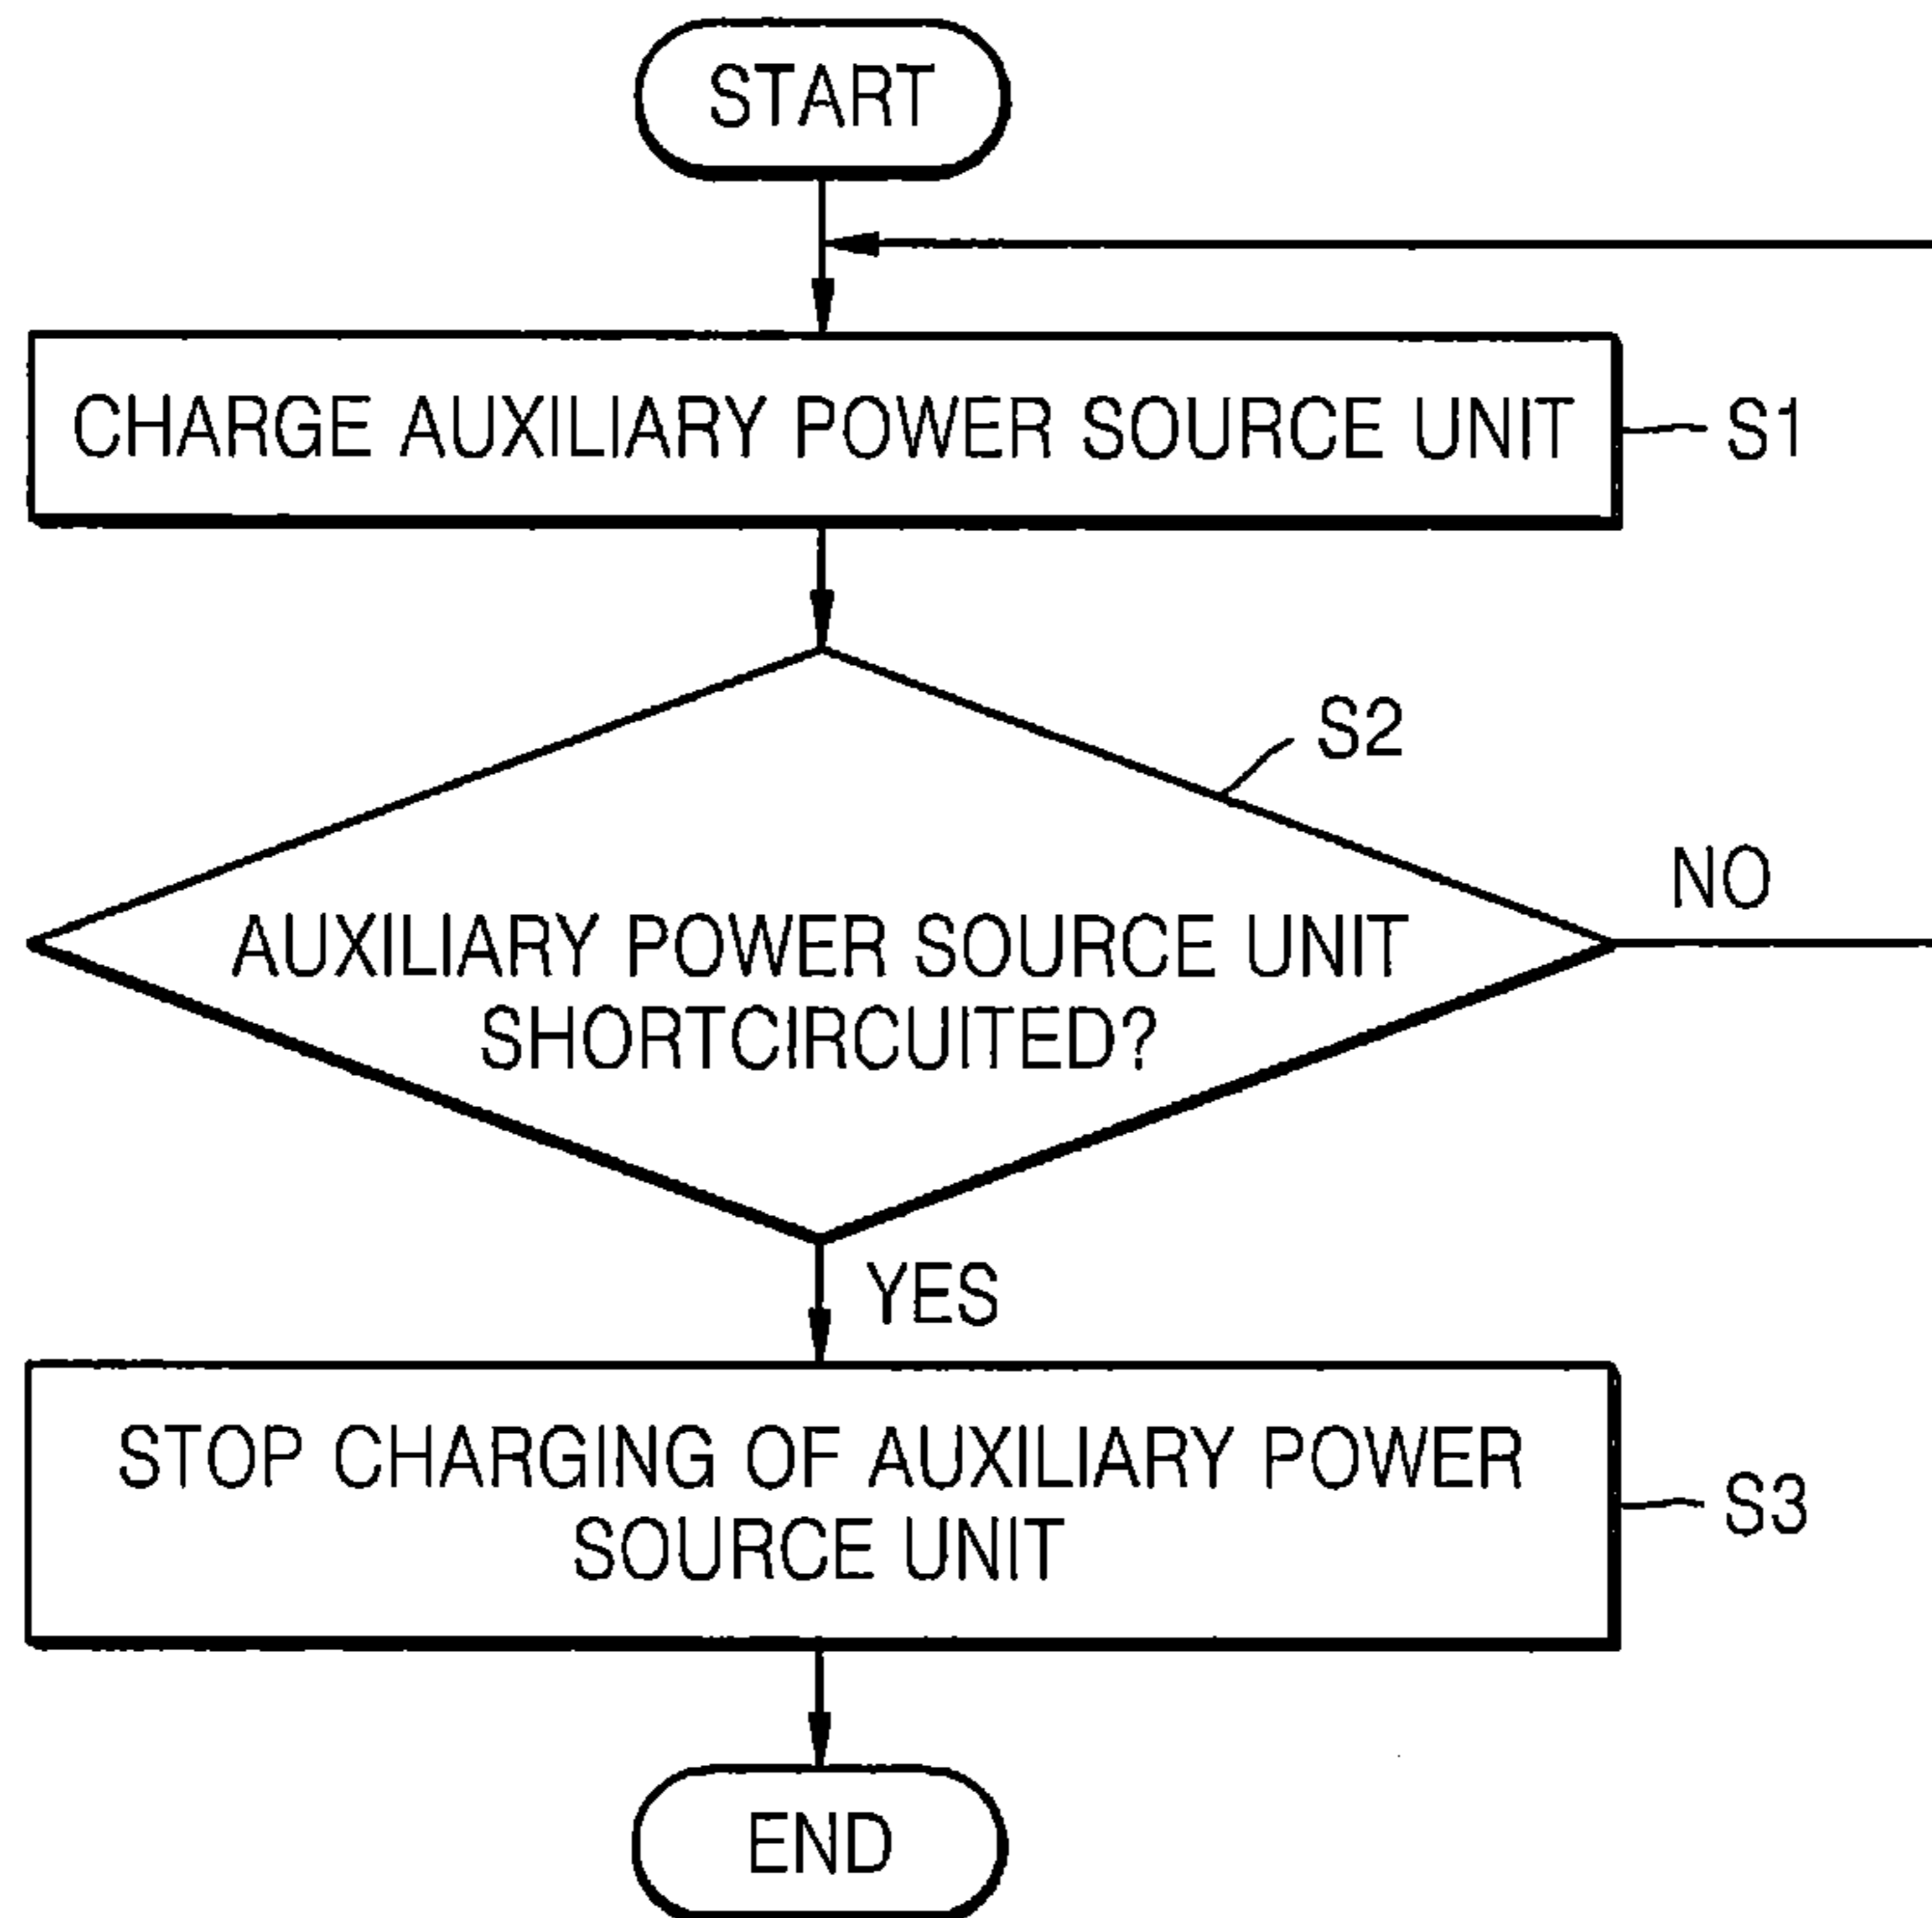 START
CHARGE AUXILIARY POWER SOURCE UNIT
S1
S2
NO
AUXILIARY POWER SOURCE UNIT
SHORTCIRCUITED?
YES
STOP CHARGING OF AUXILIARY POWER
SOURCE UNIT
S3
END